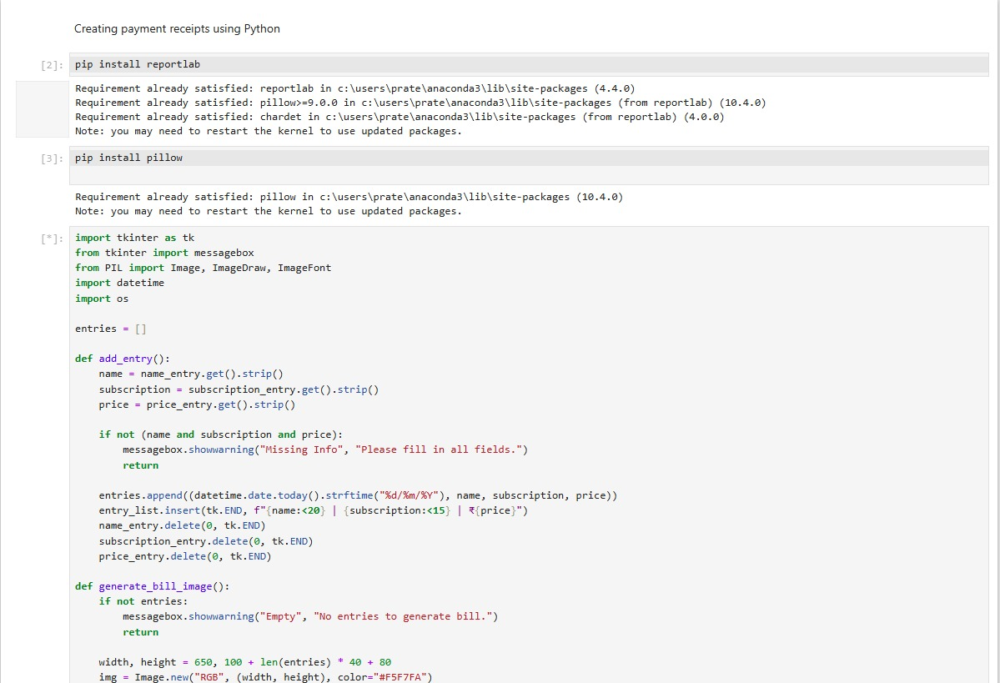 Creating payment receipts using Python
[2]: pip install reportlab
Requirement already satisfied: reportlab in c:\users\prate\anaconda3\lib\site-packages (4.4.0)
Requirement already satisfied: pillow>=9.0.0 in c:\users\prate\anaconda3\lib\site-packages (from reportlab) (10.4.0)
Requirement already satisfied: chardet in c:\users\prate\anaconda3\lib\site-packages (from reportlab) (4.0.0)
Note: you may need to restart the kernel to use updated packages.
[3]: pip install pillow
Requirement already satisfied: pillow in c:\users\prate\anaconda3\lib\site-packages (10.4.0)
Note: you may need to restart the kernel to use updated packages.
[*]: import tkinter as tk
from tkinter import messagebox
from PIL import Image, ImageDraw, ImageFont
import datetime
import os
entries = []
def add_entry():
    name = name_entry.get().strip()
    subscription = subscription_entry.get().strip()
    price = price_entry.get().strip()
    if not (name and subscription and price):
        messagebox.showwarning("Missing Info", "Please fill in all fields.")
        return
    entries.append((datetime.date.today().strftime("%d/%m/%Y"), name, subscription, price))
    entry_list.insert(tk.END, f"{name:<20} | {subscription:<15} | ₹{price}")
    name_entry.delete(0, tk.END)
    subscription_entry.delete(0, tk.END)
    price_entry.delete(0, tk.END)
def generate_bill_image():
    if not entries:
        messagebox.showwarning("Empty", "No entries to generate bill.")
        return
    width, height = 650, 100 + len(entries) * 40 + 80
    img = Image.new("RGB", (width, height), color="#F5F7FA")